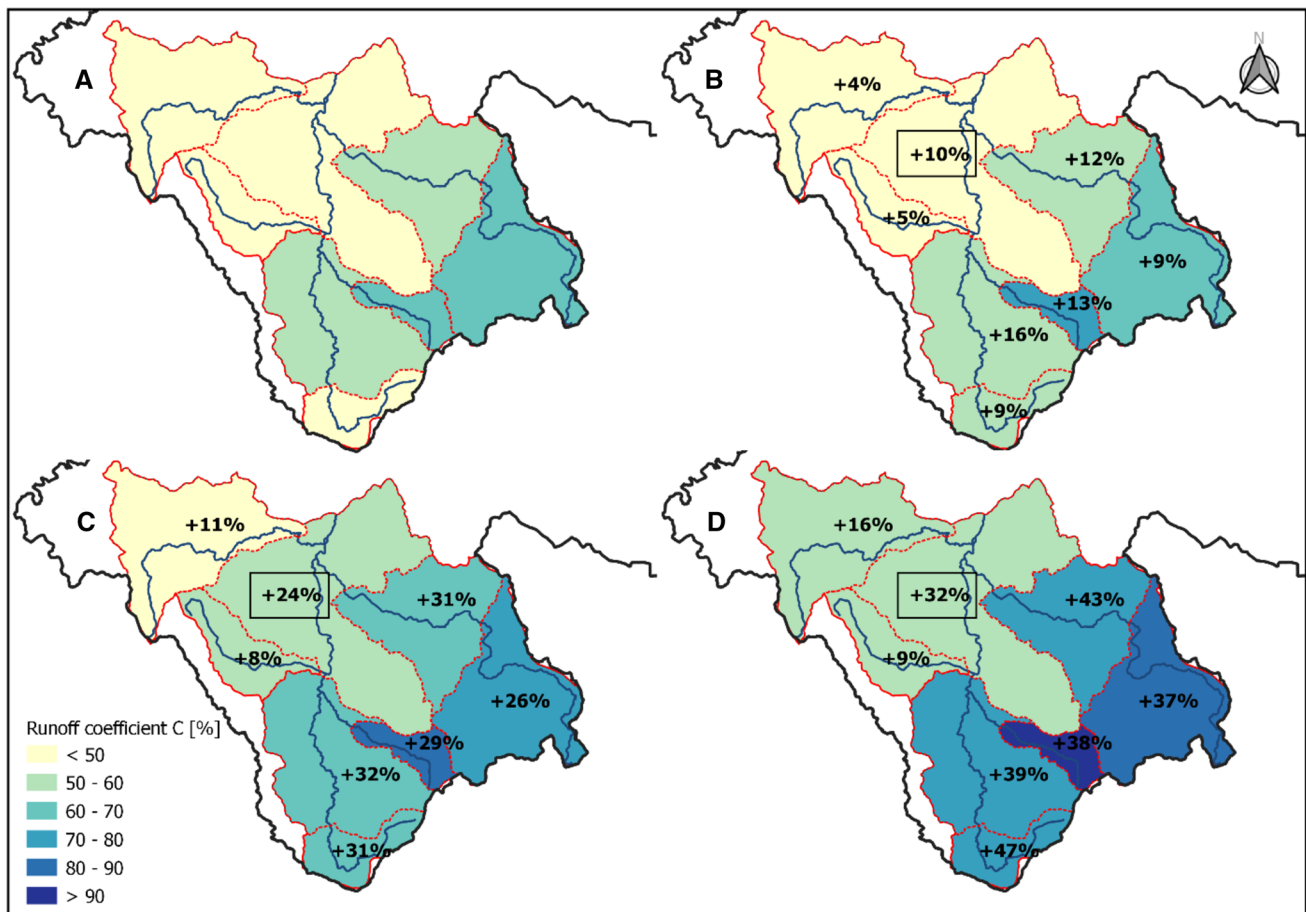 A
B
N
+4%
+10%
+12%
+5%
+9%
+13%
+16%
+9%
C
+11%
+24%
+31%
+8%
+26%
+29%
+32%
+31%
Runoff coefficient C [%]
< 50
50 - 60
60 - 70
70 - 80
80 - 90
> 90
D
+16%
+32%
+43%
+9%
+37%
+38%
+39%
+47%